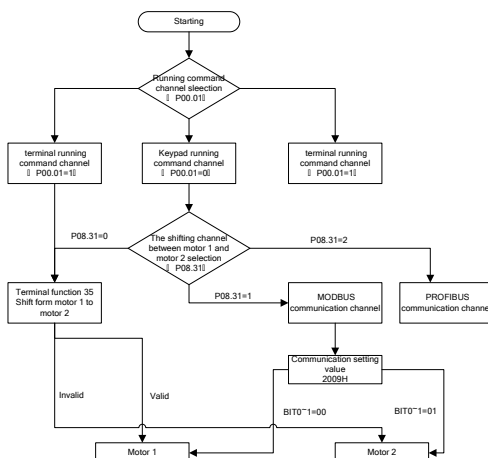 Starting
Running command
channel sleection
( P00.01)
terminal running
command channel
( P00.01=1)
Keypad running
command channel
( P00.01=0)
terminal running
command channel
( P00.01=1)
P08.31=0
The shifting channel
between motor 1 and
motor 2 selection
( P08.31)
P08.31=2
Terminal function 35
Shift form motor 1 to
motor 2
P08.31=1
MODBUS
communication channel
PROFIBUS
communication channel
Communication setting
value
2009H
Invalid
Valid
BIT0~1=00
BIT0~1=01
Motor 1
Motor 2